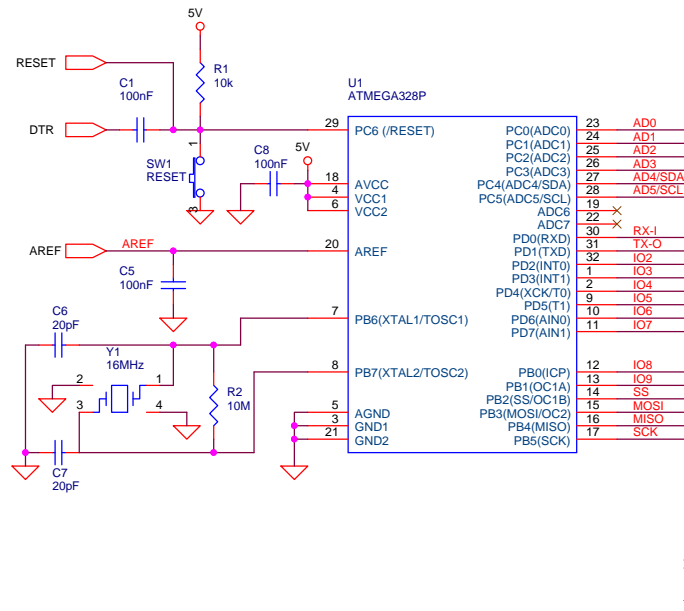 5V
RESET
R1
10k
C1
100nF
DTR
U1
ATMEGA328P
29
PC6 (/RESET)
PC0(ADC0)
23
AD0
PC1(ADC1)
24
AD1
PC2(ADC2)
25
AD2
PC3(ADC3)
26
AD3
PC4(ADC4/SDA)
27
AD4/SDA
PC5(ADC5/SCL)
28
AD5/SCL
ADC6
19
ADC7
22
1
SW1
RESET
3
C8
100nF
5V
18
AVCC
4
VCC1
6
VCC2
PD0(RXD)
30
RX-I
PD1(TXD)
31
TX-O
PD2(INT0)
32
IO2
PD3(INT1)
1
IO3
PD4(XCK/T0)
2
IO4
PD5(T1)
9
IO5
PD6(AIN0)
10
IO6
PD7(AIN1)
11
IO7
AREF
AREF
20
AREF
C5
100nF
C6
20pF
7
PB6(XTAL1/TOSC1)
Y1
16MHz
2
1
3
4
R2
10M
8
PB7(XTAL2/TOSC2)
PB0(ICP)
12
IO8
PB1(OC1A)
13
IO9
PB2(SS/OC1B)
14
SS
PB3(MOSI/OC2)
15
MOSI
PB4(MISO)
16
MISO
PB5(SCK)
17
SCK
5
AGND
3
GND1
21
GND2
C7
20pF